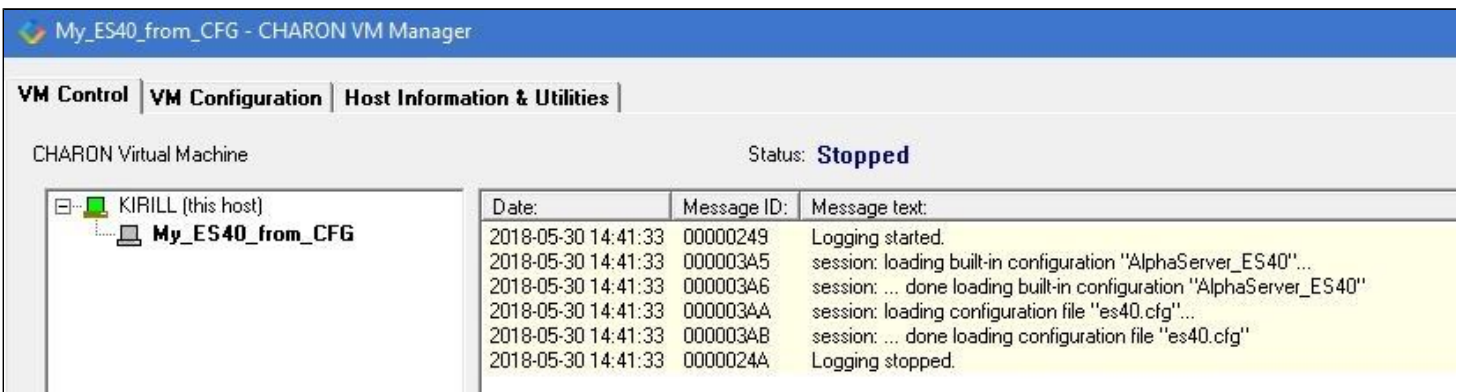 My_ES40_from_CFG - CHARON VM Manager
VM Control VM Configuration Host Information & Utilities
CHARON Virtual Machine Status: Stopped
KIRILL (this host)
My_ES40_from_CFG
Date: Message ID: Message text:
2018-05-30 14:41:33 00000249 Logging started.
2018-05-30 14:41:33 000003A5 session: loading built-in configuration "AlphaServer_ES40"...
2018-05-30 14:41:33 000003A6 session: ... done loading built-in configuration "AlphaServer_ES40"
2018-05-30 14:41:33 000003AA session: loading configuration file "es40.cfg"...
2018-05-30 14:41:33 000003AB session: ... done loading configuration file "es40.cfg"
2018-05-30 14:41:33 0000024A Logging stopped.